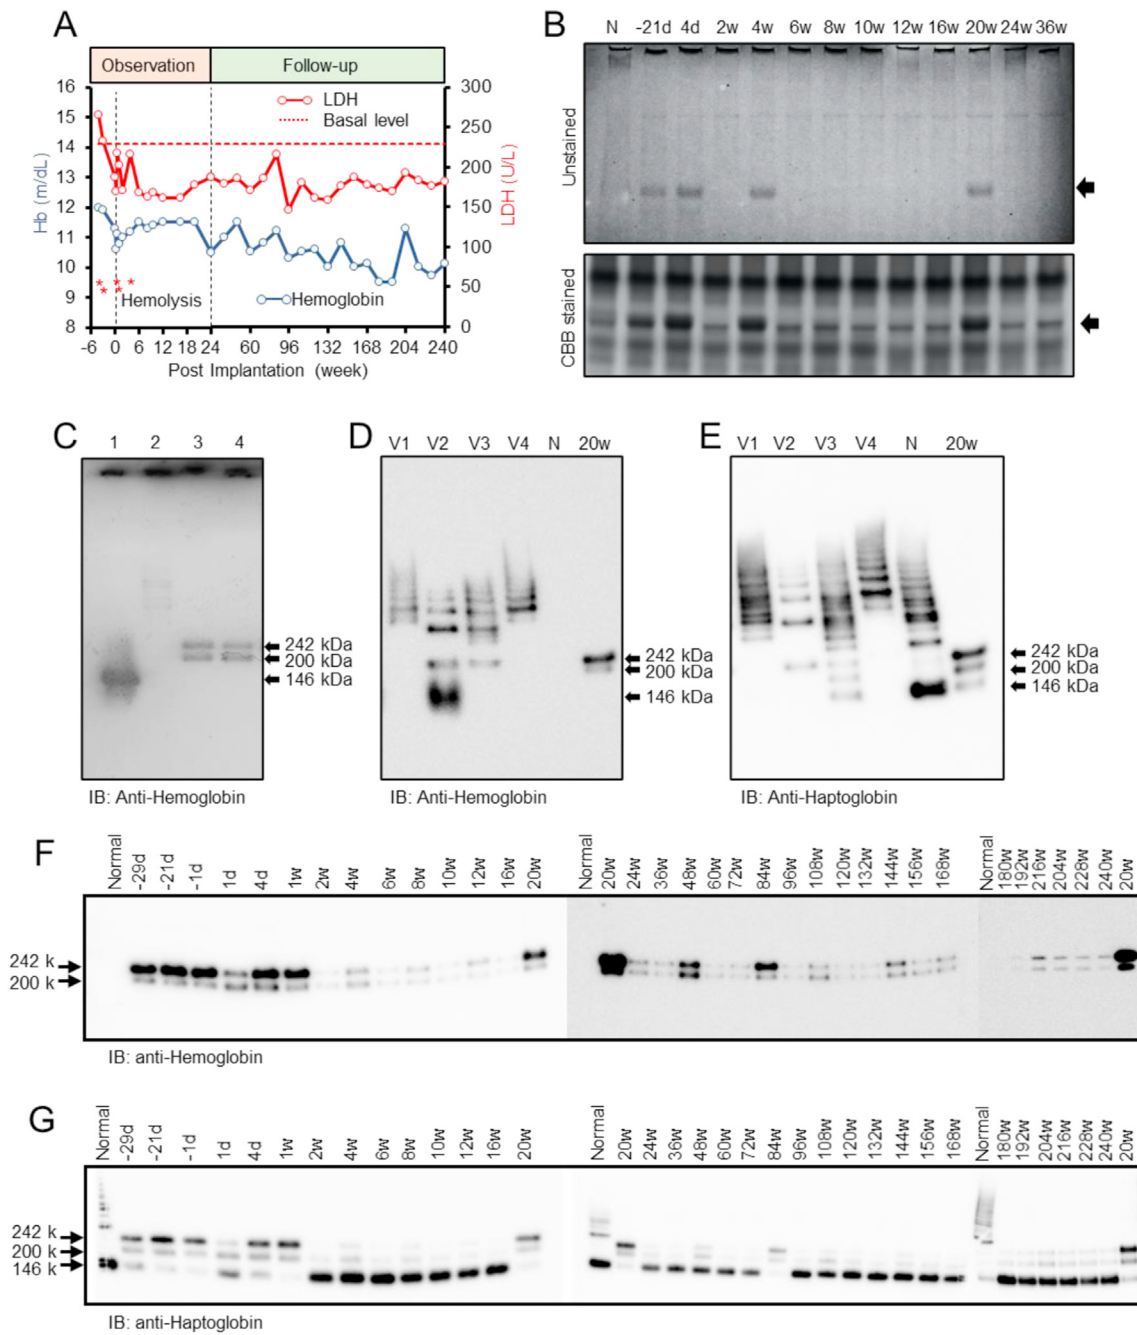 A
Observation
Follow-up
16
15
14
13
12
11
10
9
8
300
250
200
150
100
50
0
Hb (m/dL)
LDH (U/L)
LDH
Basal level
* * * * *
Hemolysis
Hemoglobin
-6 0 6 12 18 24 60 96 132 168 204 240
Post Implantation (week)
B
N -21d 4d 2w 4w 6w 8w 10w 12w 16w 20w 24w 36w
Unstained
CBB stained
C
1 2 3 4
242 kDa
200 kDa
146 kDa
IB: Anti-Hemoglobin
D
V1 V2 V3 V4 N 20w
242 kDa
200 kDa
146 kDa
IB: Anti-Hemoglobin
E
V1 V2 V3 V4 N 20w
242 kDa
200 kDa
146 kDa
IB: Anti-Haptoglobin
F
Normal -29d -21d -1d 1d 4d 1w 2w 4w 6w 8w 10w 12w 16w 20w
Normal 20w 24w 36w 48w 60w 72w 84w 96w 108w 120w 132w 144w 156w 168w
Normal 180w 192w 216w 204w 228w 240w 20w
242 k
200 k
IB: anti-Hemoglobin
G
Normal -29d -21d -1d 1d 4d 1w 2w 4w 6w 8w 10w 12w 16w 20w
Normal 20w 24w 36w 48w 60w 72w 84w 96w 108w 120w 132w 144w 156w 168w
Normal 180w 192w 204w 216w 228w 240w 20w
242 k
200 k
146 k
IB: anti-Haptoglobin